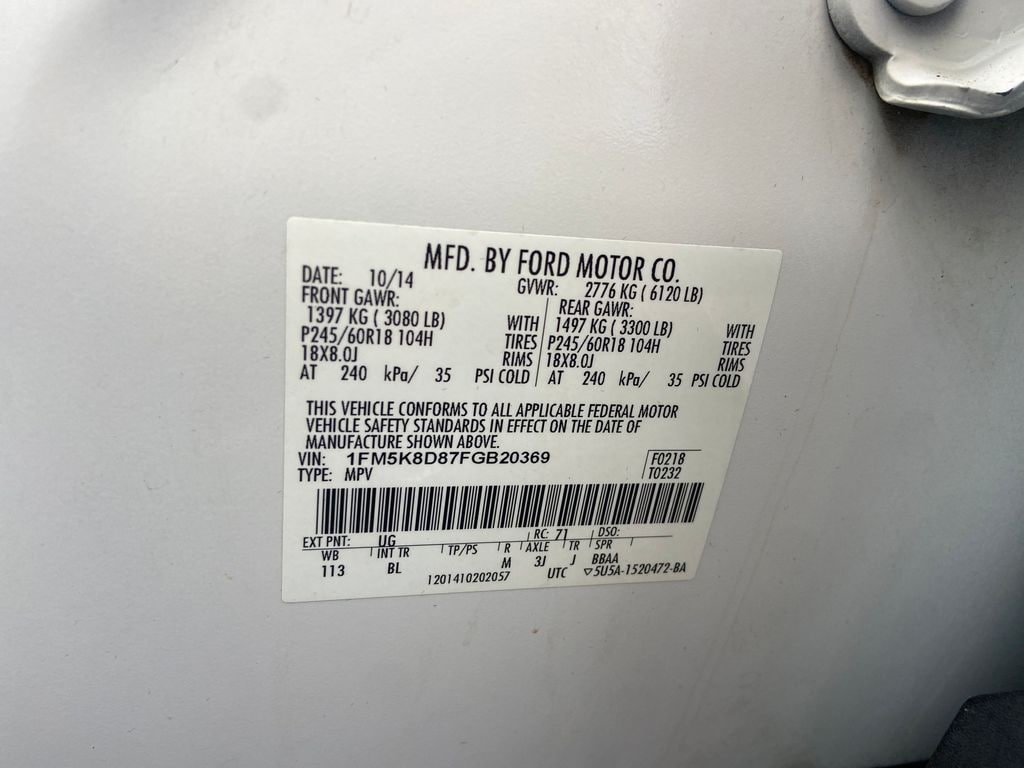 MFD. BY FORD MOTOR CO.
DATE: 10/14 GVWR: 2776 KG ( 6120 LB)
FRONT GAWR: REAR GAWR:
1397 KG ( 3080 LB) WITH 1497 KG ( 3300 LB) WITH
P245/60R18 104H TIRES P245/60R18 104H TIRES
18X8.0J RIMS 18X8.0J RIMS
AT 240 kPa/ 35 PSI COLD AT 240 kPa/ 35 PSI COLD
THIS VEHICLE CONFORMS TO ALL APPLICABLE FEDERAL MOTOR
VEHICLE SAFETY STANDARDS IN EFFECT ON THE DATE OF
MANUFACTURE SHOWN ABOVE.
VIN: 1FM5K8D87FGB20369 F0218
TYPE: MPV T0232
EXT PNT: UG RC: 71 DSO:
WB INT TR TP/PS R AXLE TR SPR
113 BL M 3J J BBAA
1201410202057 UTC ▽5U5A-1520472-BA